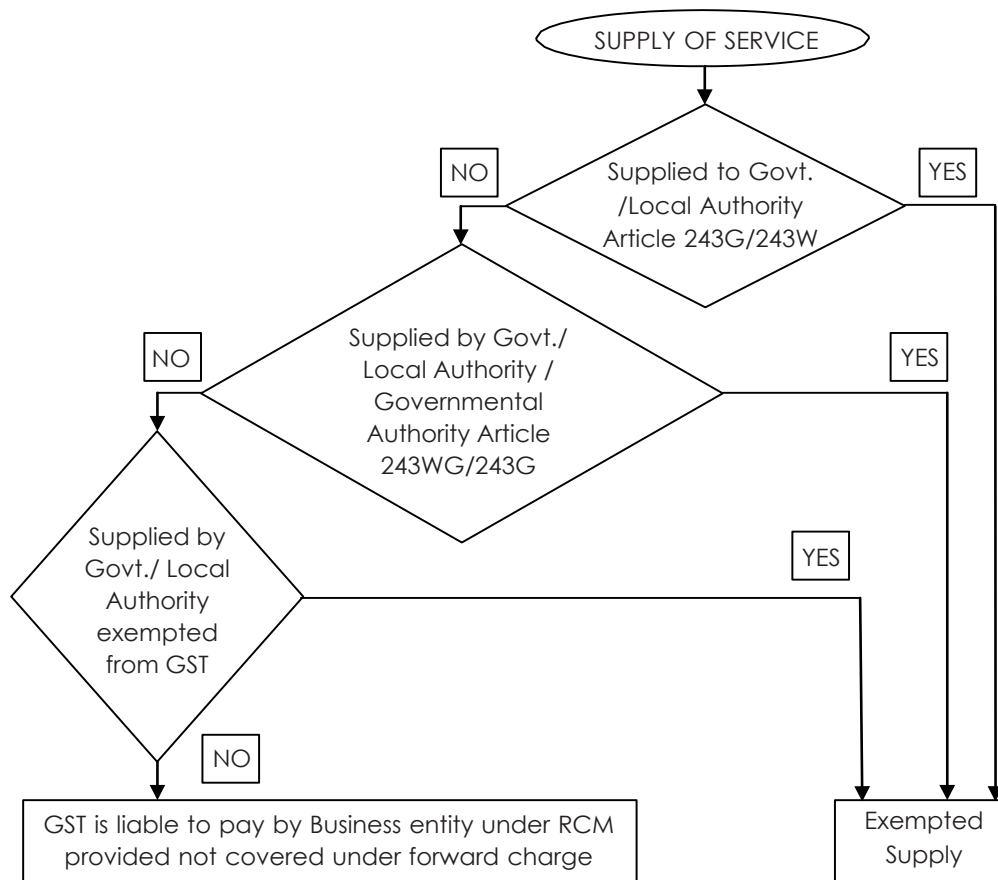 SUPPLY OF SERVICE
NO
Supplied to Govt.
/Local Authority
Article 243G/243W
YES
NO
Supplied by Govt./
Local Authority /
Governmental
Authority Article
243WG/243G
YES
Supplied by
Govt./ Local
Authority
exempted
from GST
YES
NO
GST is liable to pay by Business entity under RCM
provided not covered under forward charge
Exempted
Supply